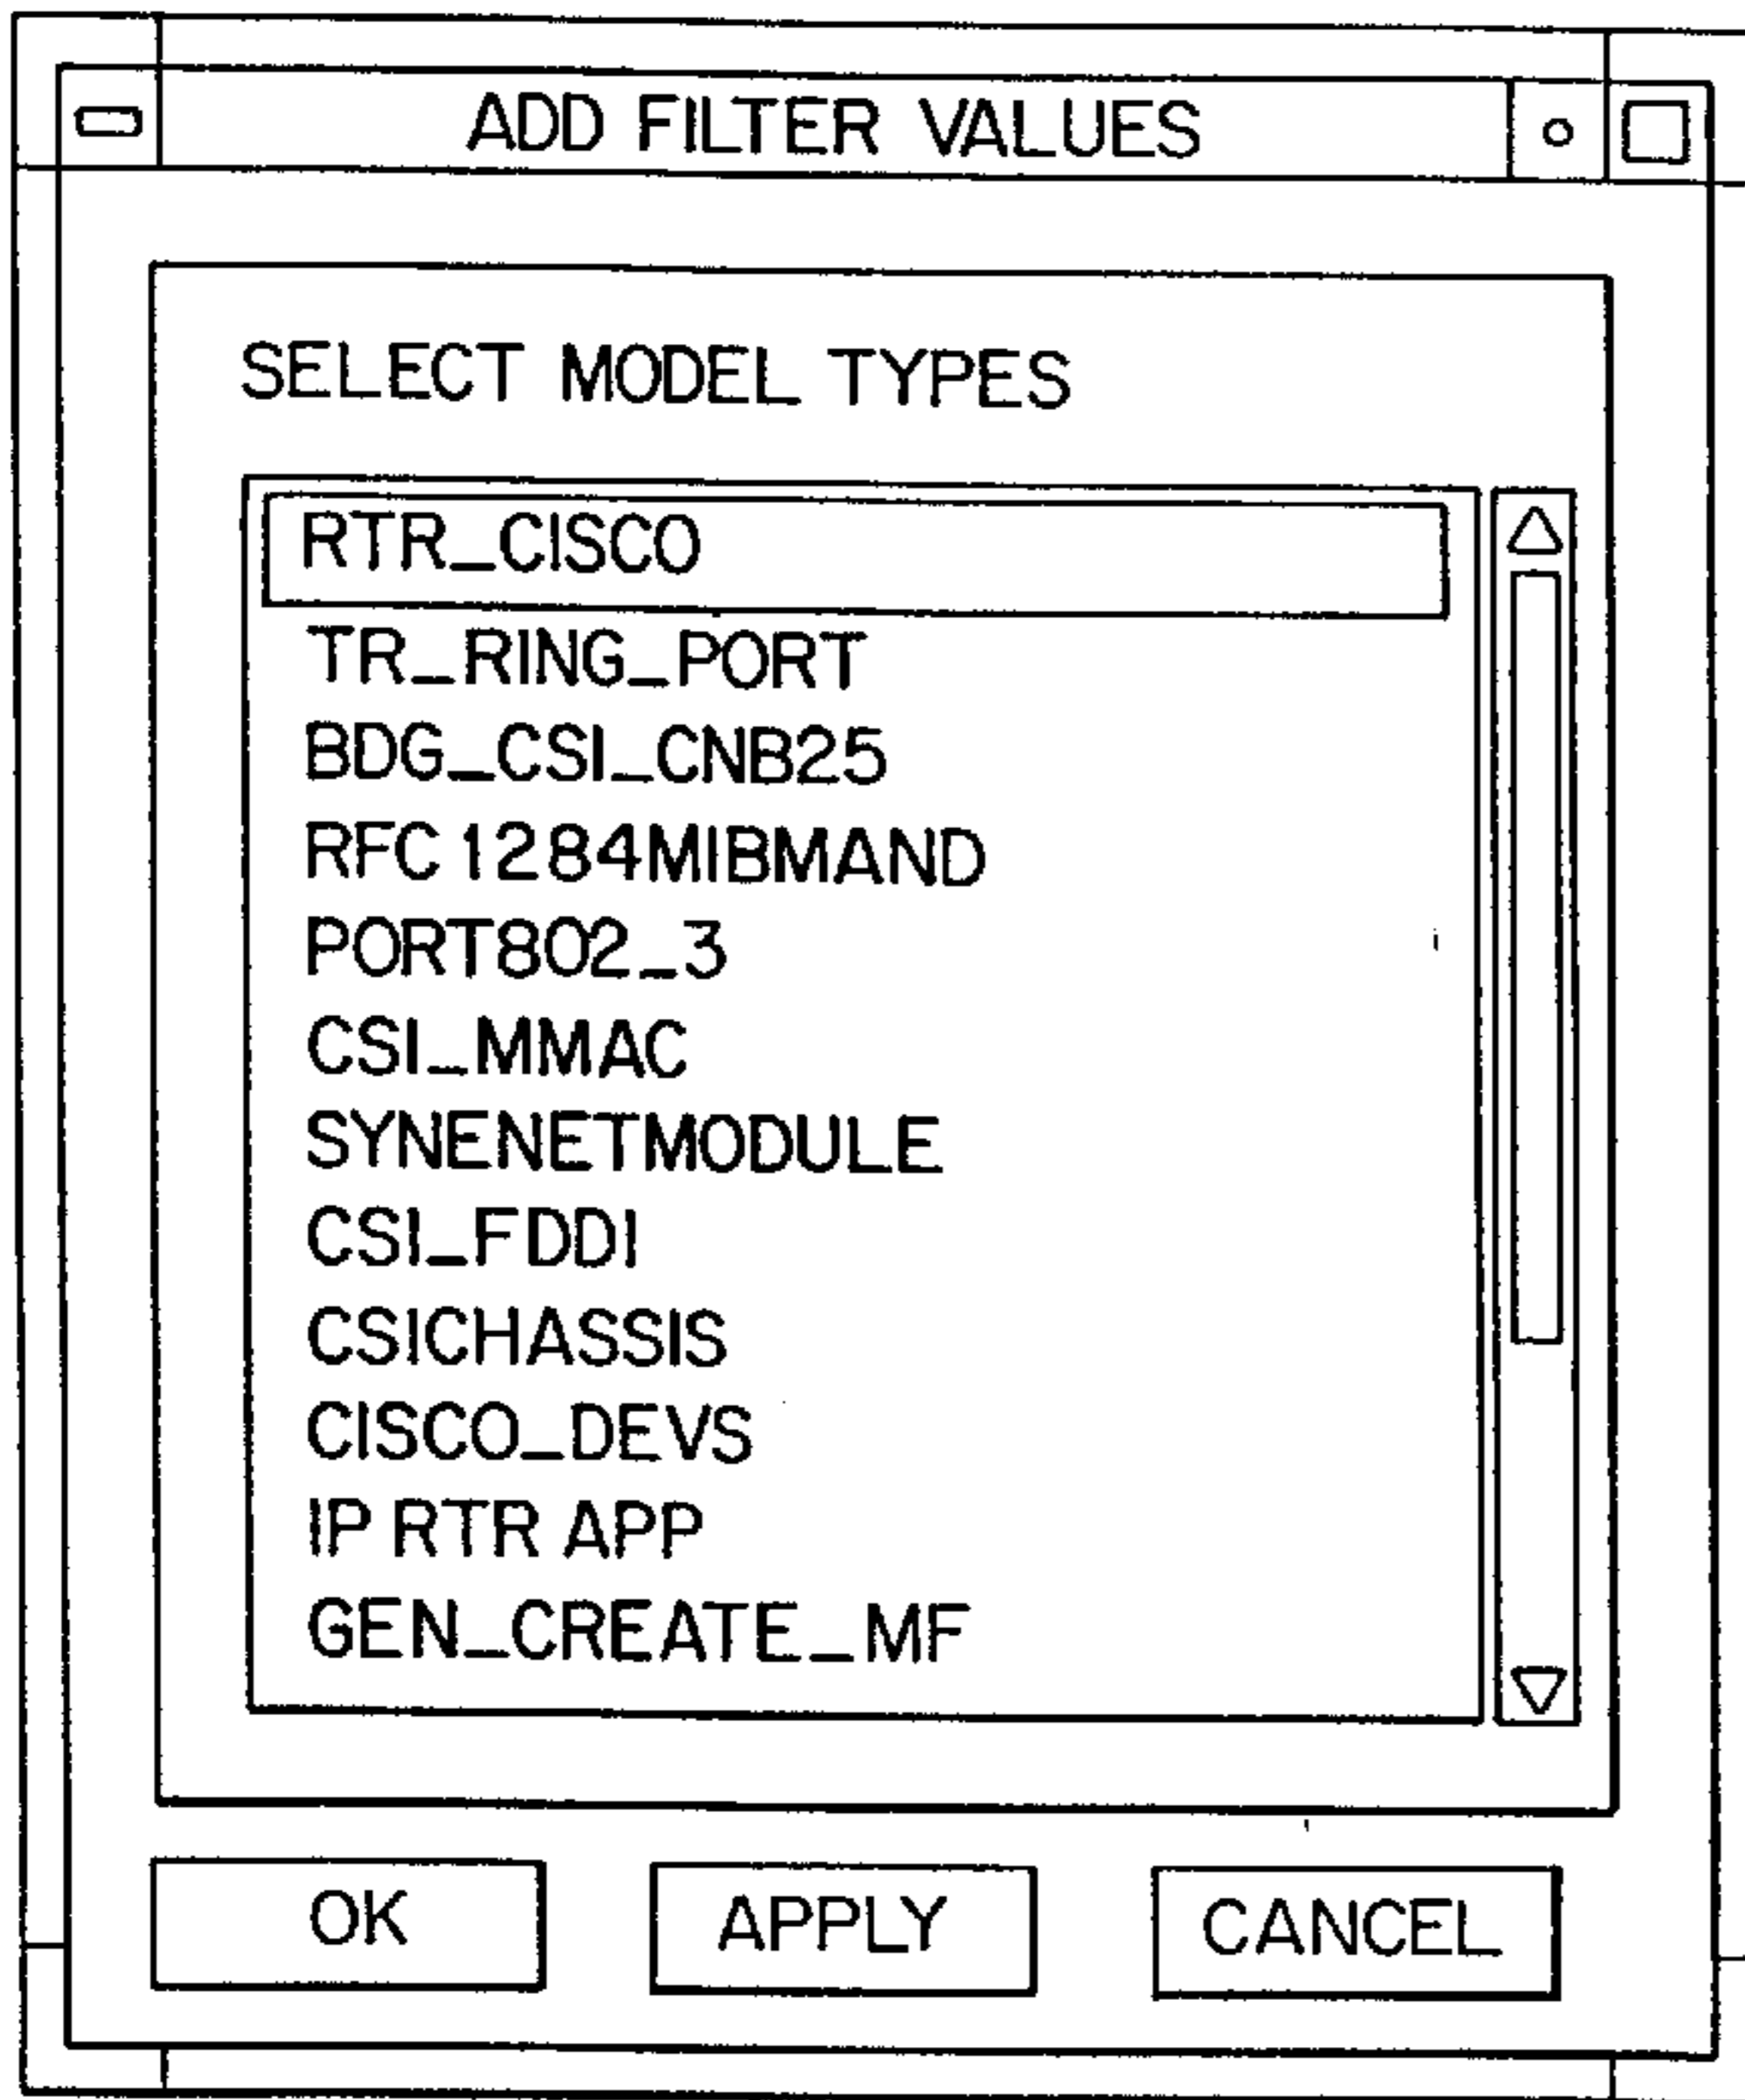 ADD FILTER VALUES
SELECT MODEL TYPES
RTR_CISCO
TR_RING_PORT
BDG_CSI_CNB25
RFC1284MIBMAND
PORT802_3
CSI_MMAC
SYNENETMODULE
CSI_FDDI
CSICHASSIS
CISCO_DEVS
IP RTR APP
GEN_CREATE_MF
OK APPLY CANCEL